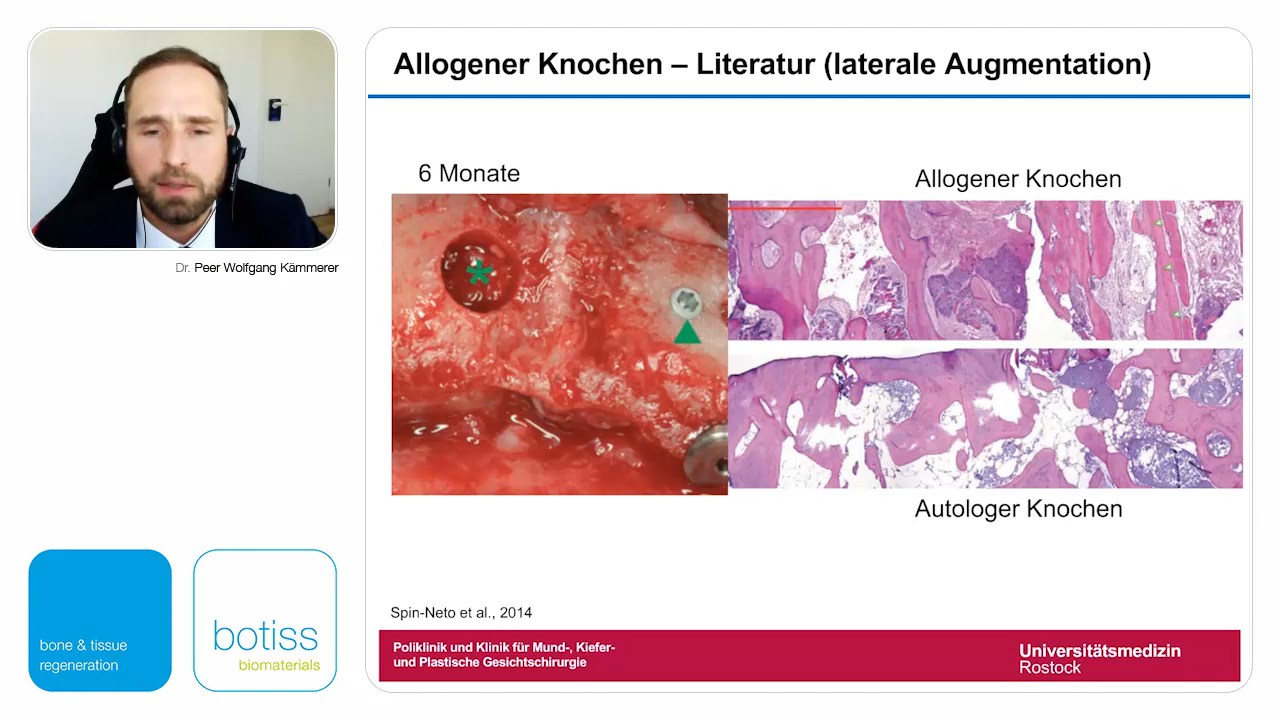 Allogener Knochen – Literatur (laterale Augmentation)
6 Monate
Allogener Knochen
Autologer Knochen
Dr. Peer Wolfgang Kämmerer
bone & tissue
regeneration
botiss
biomaterials
Spin-Neto et al., 2014
Poliklinik und Klinik für Mund-, Kiefer-
und Plastische Gesichtschirurgie
Universitätsmedizin
Rostock